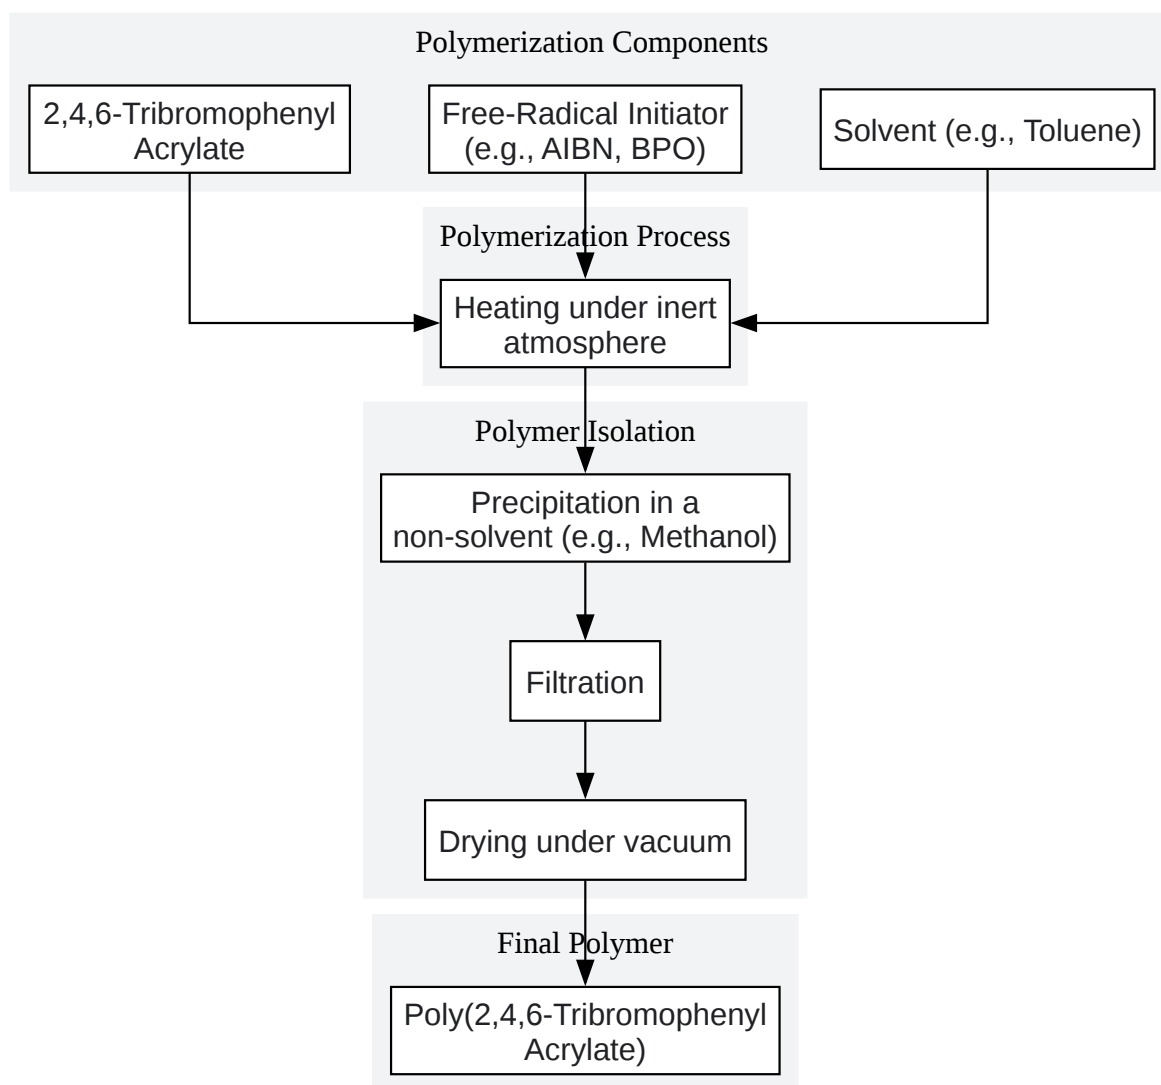 Polymerization Components
2,4,6-Tribromophenyl
Acrylate
Free-Radical Initiator
(e.g., AIBN, BPO)
Solvent (e.g., Toluene)
Polymerization Process
Heating under inert
atmosphere
Polymer Isolation
Precipitation in a
non-solvent (e.g., Methanol)
Filtration
Drying under vacuum
Final Polymer
Poly(2,4,6-Tribromophenyl
Acrylate)